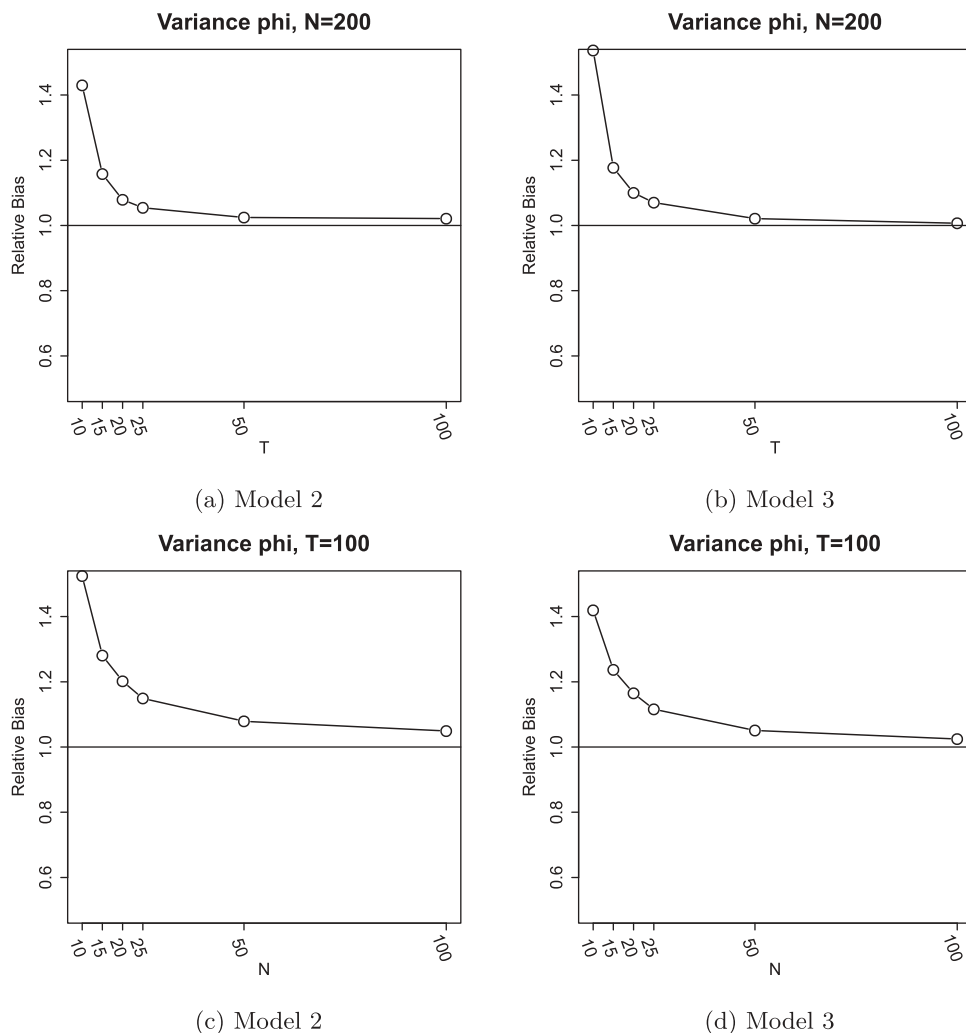 Variance phi, N=200
Relative Bias
1.4
1.2
1.0
0.8
0.6
10 15 20 25 50 100
T
(a) Model 2
Variance phi, N=200
Relative Bias
1.4
1.2
1.0
0.8
0.6
10 15 20 25 50 100
T
(b) Model 3
Variance phi, T=100
Relative Bias
1.4
1.2
1.0
0.8
0.6
10 15 20 25 50 100
N
(c) Model 2
Variance phi, T=100
Relative Bias
1.4
1.2
1.0
0.8
0.6
10 15 20 25 50 100
N
(d) Model 3